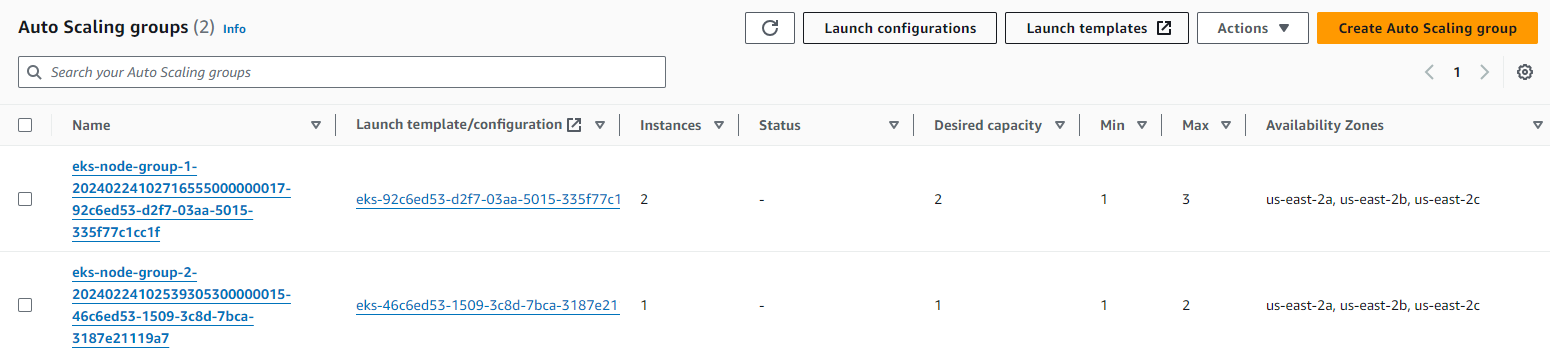 Auto Scaling groups (2) Info
Launch configurations
Launch templates
Actions
Create Auto Scaling group
Search your Auto Scaling groups
1
Name Launch template/configuration Instances Status Desired capacity Min Max Availability Zones
eks-node-group-1-
20240224102716555000000017-
92c6ed53-d2f7-03aa-5015-
335f77c1cc1f
eks-92c6ed53-d2f7-03aa-5015-335f77c1 2 - 2 1 3 us-east-2a, us-east-2b, us-east-2c
eks-node-group-2-
20240224102539305300000015-
46c6ed53-1509-3c8d-7bca-
3187e21119a7
eks-46c6ed53-1509-3c8d-7bca-3187e21 1 - 1 1 2 us-east-2a, us-east-2b, us-east-2c